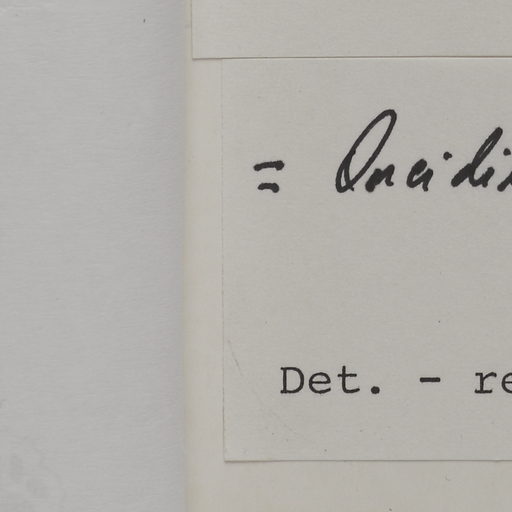 = Oncidi
Det. - re